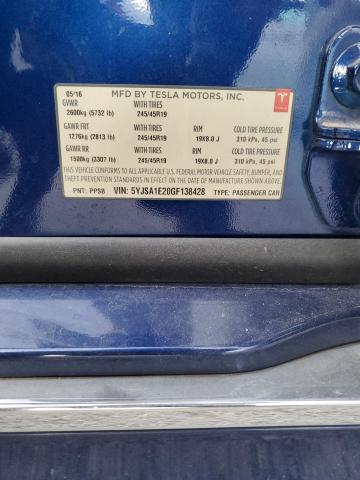 05/16 MFD BY TESLA MOTORS, INC.
GVWR WITH TIRES
2600kg (5732 lb) 245/45R19
GAWR FRT WITH TIRES RIM COLD TIRE PRESSURE
1276kg (2813 lb) 245/45R19 19X8.0 J 310 kPa, 45 psi
GAWR RR WITH TIRES RIM COLD TIRE PRESSURE
1500kg (3307 lb) 245/45R19 19X8.0 J 310 kPa, 45 psi
THIS VEHICLE CONFORMS TO ALL APPLICABLE U.S. FEDERAL MOTOR VEHICLE SAFETY, BUMPER, AND
THEFT PREVENTION STANDARDS IN EFFECT ON THE DATE OF MANUFACTURE SHOWN ABOVE.
PNT: PPSB VIN: 5YJSA1E20GF138428 TYPE: PASSENGER CAR